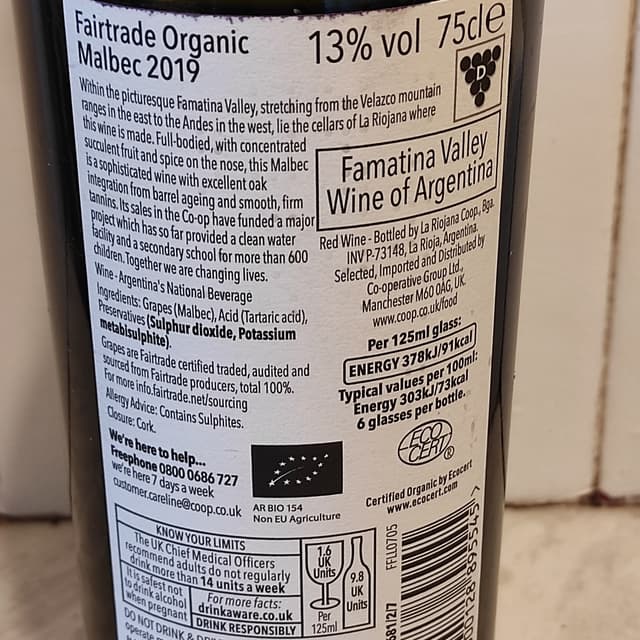 Fairtrade Organic
Malbec 2019
13% vol 75cle
D
Within the picturesque Famatina Valley, stretching from the Velazco mountain
ranges in the east to the Andes in the west, lie the cellars of La Riojana where
this wine is made. Full-bodied, with concentrated
succulent fruit and spice on the nose, this Malbec
is a sophisticated wine with excellent oak
integration from barrel ageing and smooth, firm
tannins. Its sales in the Co-op have funded a major
project which has so far provided a clean water
facility and a secondary school for more than 600
children. Together we are changing lives.
Wine - Argentina's National Beverage
Ingredients: Grapes (Malbec), Acid (Tartaric acid),
Preservatives (Sulphur dioxide, Potassium
metabisulphite).
Grapes are Fairtrade certified traded, audited and
sourced from Fairtrade producers, total 100%.
For more info.fairtrade.net/sourcing
Allergy Advice: Contains Sulphites.
Closure: Cork.
We're here to help...
Freephone 0800 0686 727
we're here 7 days a week
customer.careline@coop.co.uk
Famatina Valley
Wine of Argentina
Red Wine - Bottled by La Riojana Coop., Bga.
INV P-73148, La Rioja, Argentina.
Selected, Imported and Distributed by
Co-operative Group Ltd.,
Manchester M60 0AG, UK.
www.coop.co.uk/food
Per 125ml glass:
ENERGY 378kJ/91kcal
Typical values per 100ml:
Energy 303kJ/73kcal
6 glasses per bottle.
ECO
CERT®
Certified Organic by Ecocert
www.ecocert.com
AR BIO 154
Non EU Agriculture
KNOW YOUR LIMITS
The UK Chief Medical Officers
recommend adults do not regularly
drink more than 14 units a week
It is safest not
to drink alcohol
when pregnant
For more facts:
drinkaware.co.uk
DRINK RESPONSIBLY
1.6
UK
Units
Per
125ml
9.8
UK
Units
FFLL0705
DO NOT DRINK &